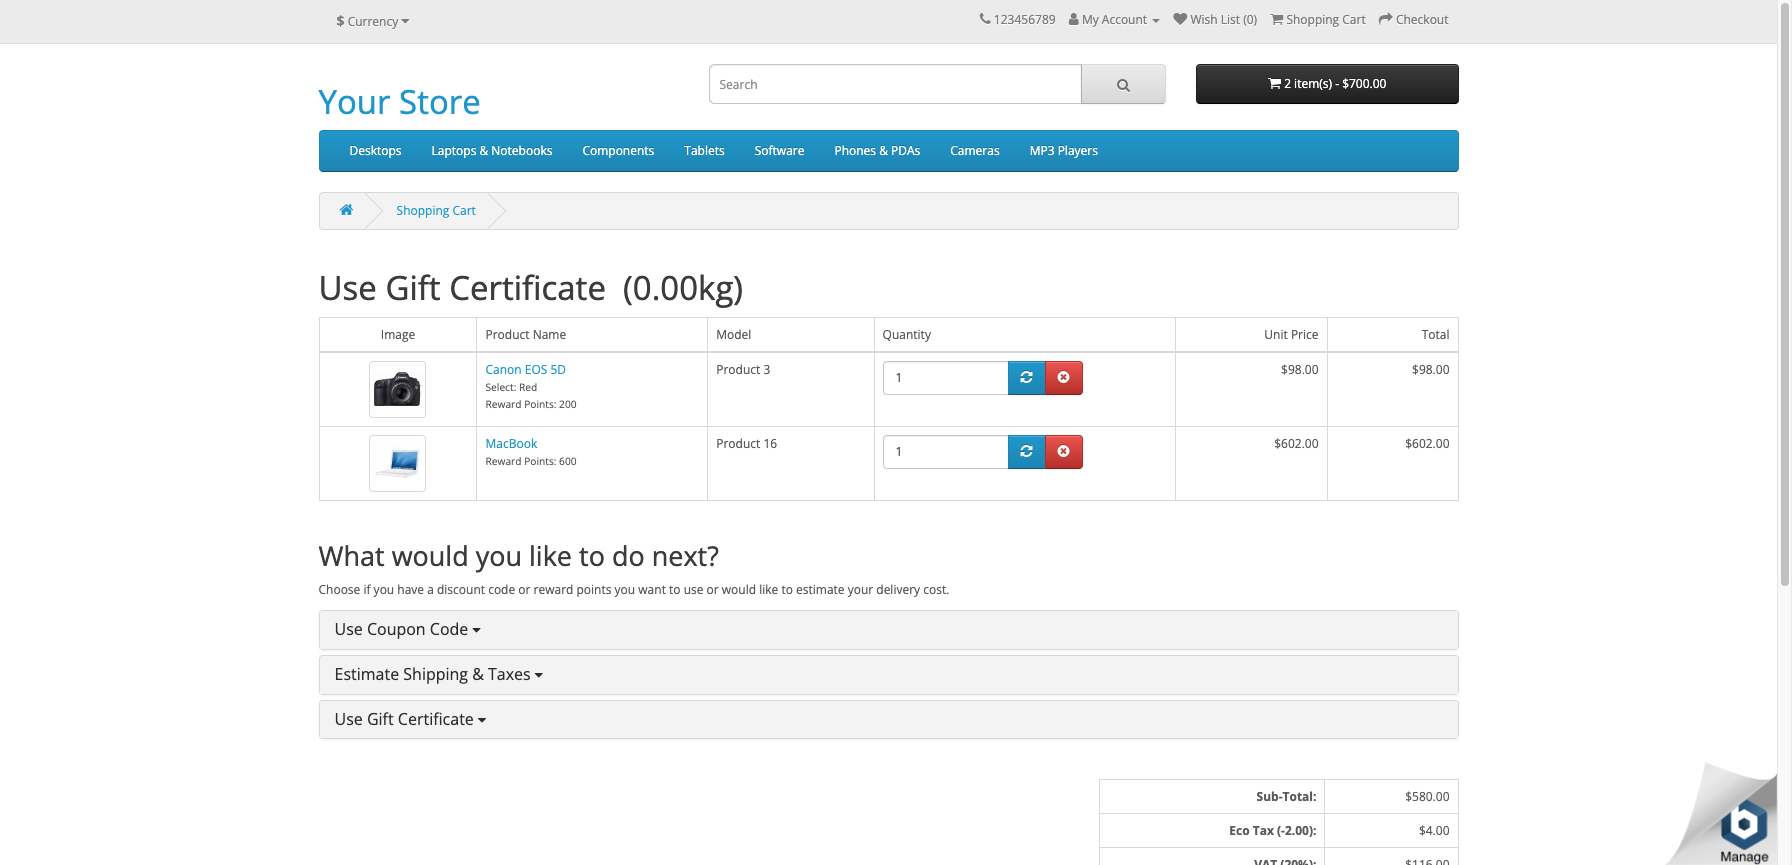 $ Currency
123456789 My Account Wish List (0) Shopping Cart Checkout
Your Store
Search
2 item(s) - $700.00
Desktops Laptops & Notebooks Components Tablets Software Phones & PDAs Cameras MP3 Players
Shopping Cart
Use Gift Certificate (0.00kg)
Image Product Name Model Quantity Unit Price Total
Canon EOS 5D Product 3 1 $98.00 $98.00
Select: Red
Reward Points: 200
MacBook Product 16 1 $602.00 $602.00
Reward Points: 600
What would you like to do next?
Choose if you have a discount code or reward points you want to use or would like to estimate your delivery cost.
Use Coupon Code
Estimate Shipping & Taxes
Use Gift Certificate
Sub-Total: $580.00
Eco Tax (-2.00): $4.00
VAT (20%): $116.00
Manage